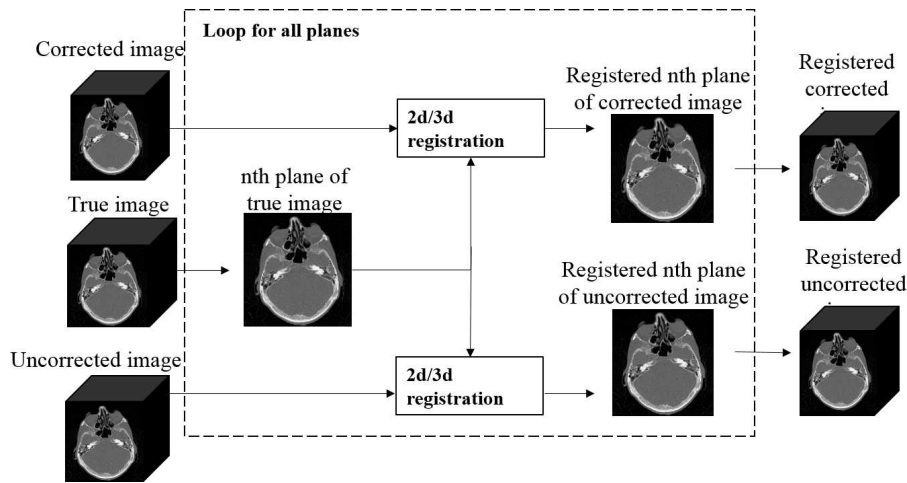 Loop for all planes
Corrected image
True image
Uncorrected image
nth plane of
true image
2d/3d
registration
2d/3d
registration
Registered nth plane
of corrected image
Registered nth plane
of uncorrected image
Registered
corrected
Registered
uncorrected